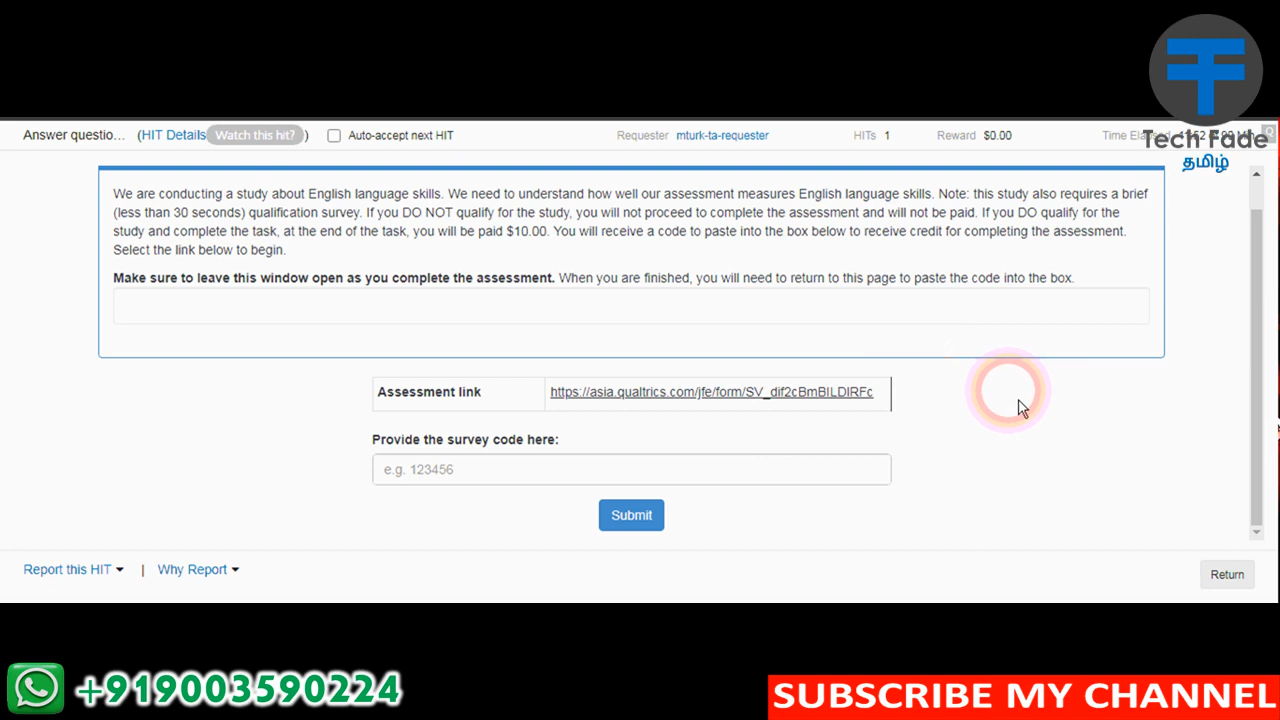 Answer questio... (HIT Details Watch this hit? ) Auto-accept next HIT Requester mturk-ta-requester HITs 1 Reward $0.00 Time
Tech Fade
தமிழ்
We are conducting a study about English language skills. We need to understand how well our assessment measures English language skills. Note: this study also requires a brief
(less than 30 seconds) qualification survey. If you DO NOT qualify for the study, you will not proceed to complete the assessment and will not be paid. If you DO qualify for the
study and complete the task, at the end of the task, you will be paid $10.00. You will receive a code to paste into the box below to receive credit for completing the assessment.
Select the link below to begin.
Make sure to leave this window open as you complete the assessment. When you are finished, you will need to return to this page to paste the code into the box.
Assessment link https://asia.qualtrics.com/jfe/form/SV_dif2cBmBILDIRFc
Provide the survey code here:
e.g. 123456
Submit
Report this HIT | Why Report
Return
+919003590224
SUBSCRIBE MY CHANNEL